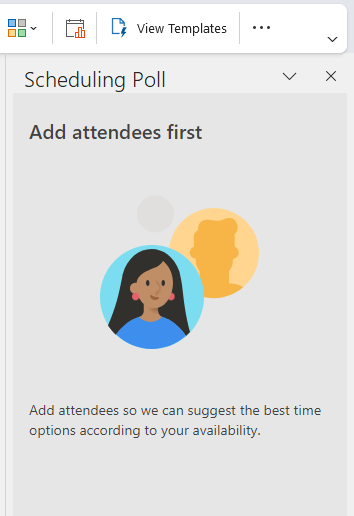 View Templates
Scheduling Poll
Add attendees first
Add attendees so we can suggest the best time
options according to your availability.